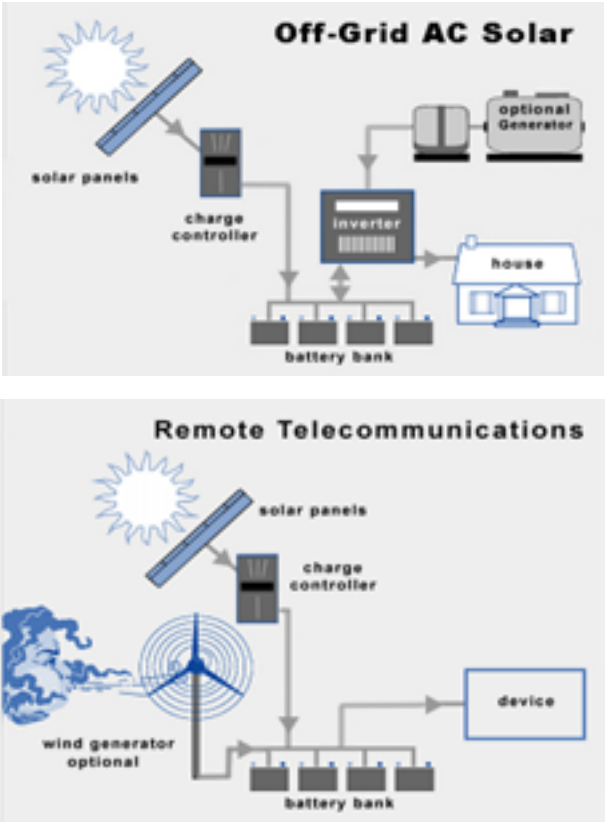 Off-Grid AC Solar
optional
Generator
solar panels
charge
controller
inverter
house
battery bank
Remote Telecommunications
solar panels
charge
controller
device
wind generator
optional
battery bank